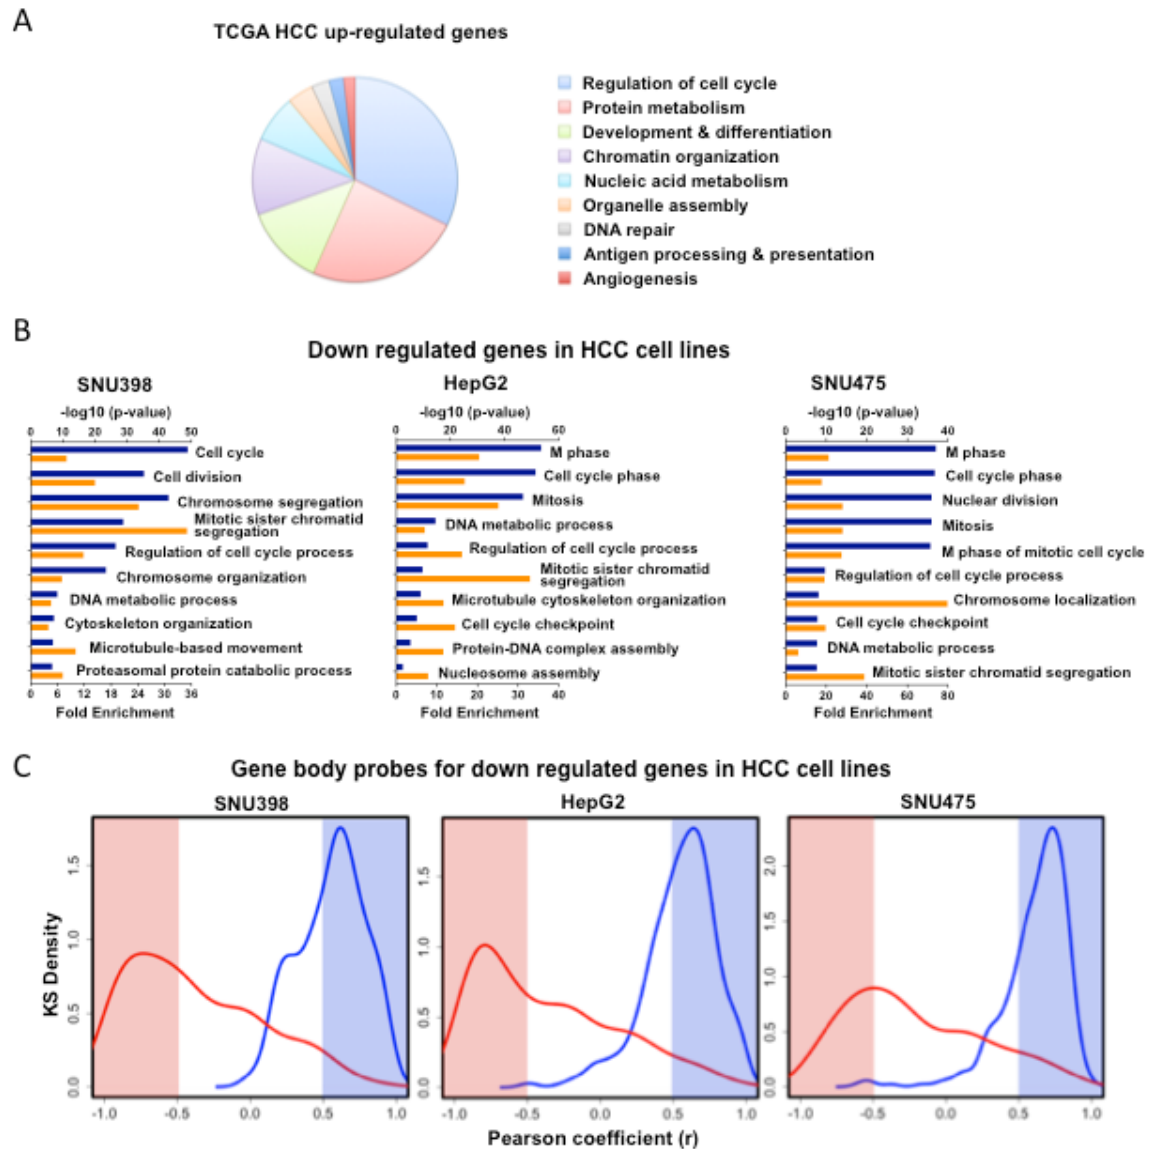 A
TCGA HCC up-regulated genes
Regulation of cell cycle
Protein metabolism
Development & differentiation
Chromatin organization
Nucleic acid metabolism
Organelle assembly
DNA repair
Antigen processing & presentation
Angiogenesis
B
Down regulated genes in HCC cell lines
SNU398
-log10 (p-value)
0 10 20 30 40 50
Cell cycle
Cell division
Chromosome segregation
Mitotic sister chromatid
segregation
Regulation of cell cycle process
Chromosome organization
DNA metabolic process
Cytoskeleton organization
Microtubule-based movement
Proteasomal protein catabolic process
0 6 12 18 24 30 36
Fold Enrichment
HepG2
-log10 (p-value)
0 20 40 60
M phase
Cell cycle phase
Mitosis
DNA metabolic process
Regulation of cell cycle process
Mitotic sister chromatid
segregation
Microtubule cytoskeleton organization
Cell cycle checkpoint
Protein-DNA complex assembly
Nucleosome assembly
0 10 20 30 40
Fold Enrichment
SNU475
-log10 (p-value)
0 10 20 30 40
M phase
Cell cycle phase
Nuclear division
Mitosis
M phase of mitotic cell cycle
Regulation of cell cycle process
Chromosome localization
Cell cycle checkpoint
DNA metabolic process
Mitotic sister chromatid segregation
0 20 40 60 80
Fold Enrichment
C
Gene body probes for down regulated genes in HCC cell lines
SNU398
HepG2
SNU475
KS Density
1.5
1.0
0.5
0.0
-1.0 -0.5 0.0 0.5 1.0
1.5
1.0
0.5
0.0
-1.0 -0.5 0.0 0.5 1.0
2.0
1.5
1.0
0.5
0.0
-1.0 -0.5 0.0 0.5 1.0
Pearson coefficient (r)